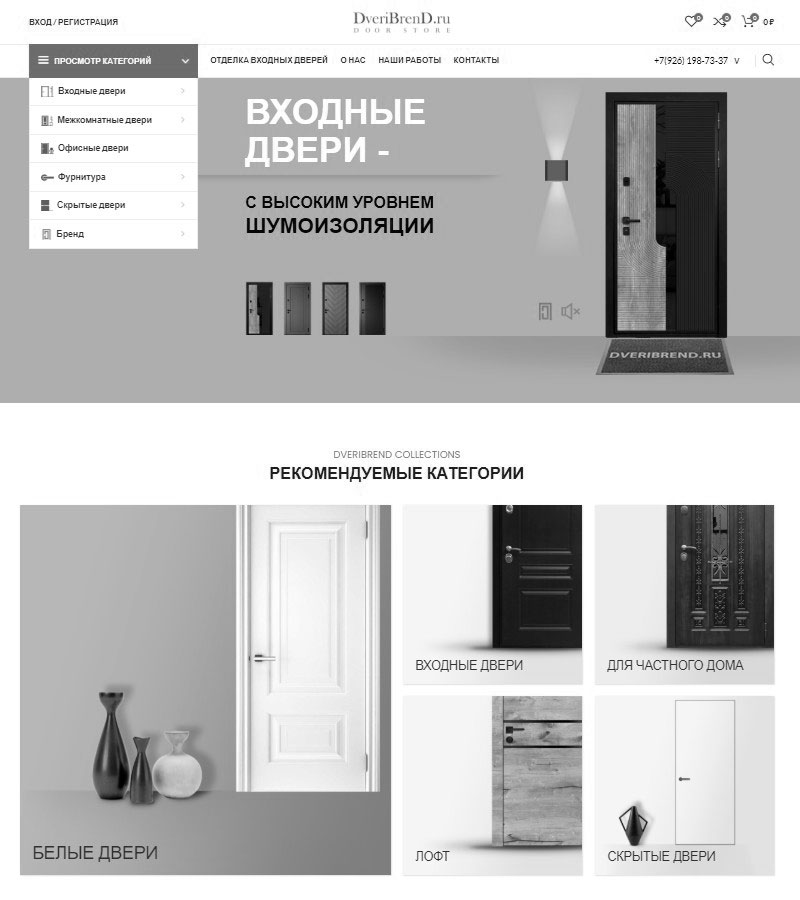 ВХОД / РЕГИСТРАЦИЯ
DveriBrenD.ru
DOOR STORE
0
0
0
0 ₽
ПРОСМОТР КАТЕГОРИЙ
ОТДЕЛКА ВХОДНЫХ ДВЕРЕЙ
О НАС
НАШИ РАБОТЫ
КОНТАКТЫ
+7(926) 198-73-37
Входные двери
Межкомнатные двери
Офисные двери
Фурнитура
Скрытые двери
Бренд
ВХОДНЫЕ
ДВЕРИ -
С ВЫСОКИМ УРОВНЕМ
ШУМОИЗОЛЯЦИИ
DVERIBREND.RU
DVERIBREND COLLECTIONS
РЕКОМЕНДУЕМЫЕ КАТЕГОРИИ
БЕЛЫЕ ДВЕРИ
ВХОДНЫЕ ДВЕРИ
ДЛЯ ЧАСТНОГО ДОМА
ЛОФТ
СКРЫТЫЕ ДВЕРИ